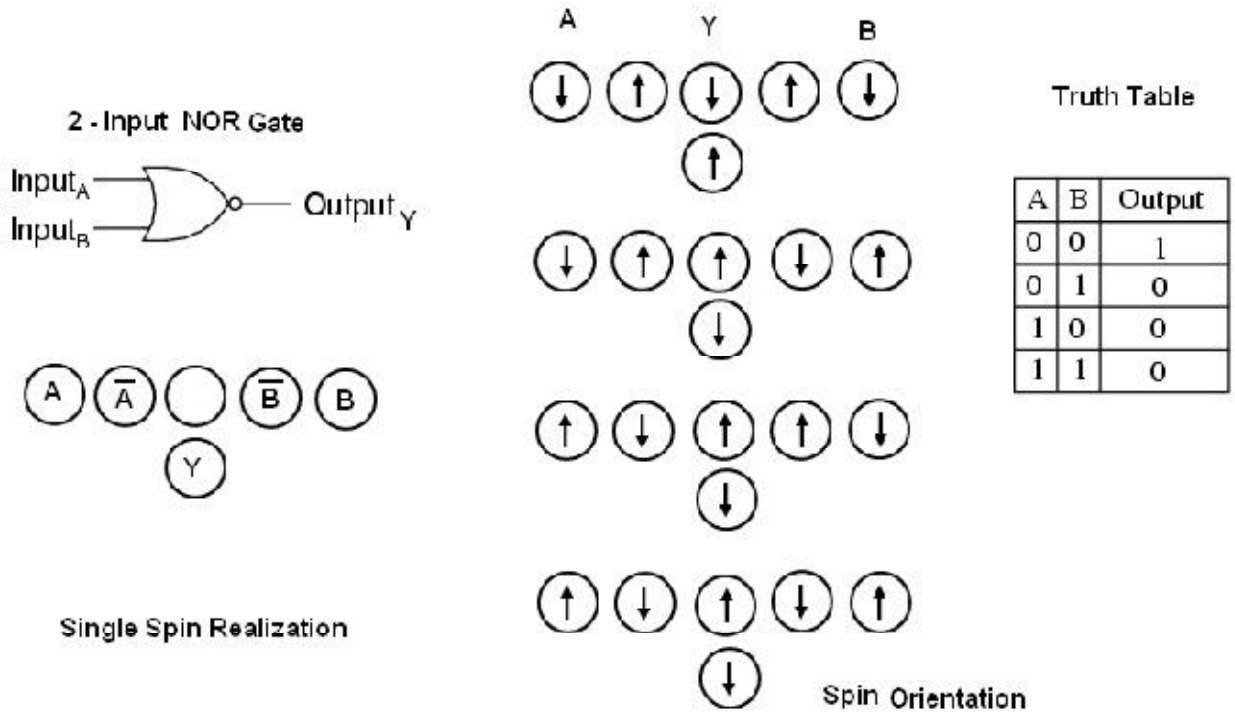 2 - Input NOR Gate
Input_A
Input_B
Output_Y
A Ā B̅ B
Y
Single Spin Realization
A Y B
Spin Orientation
Truth Table
A B Output
0 0 1
0 1 0
1 0 0
1 1 0